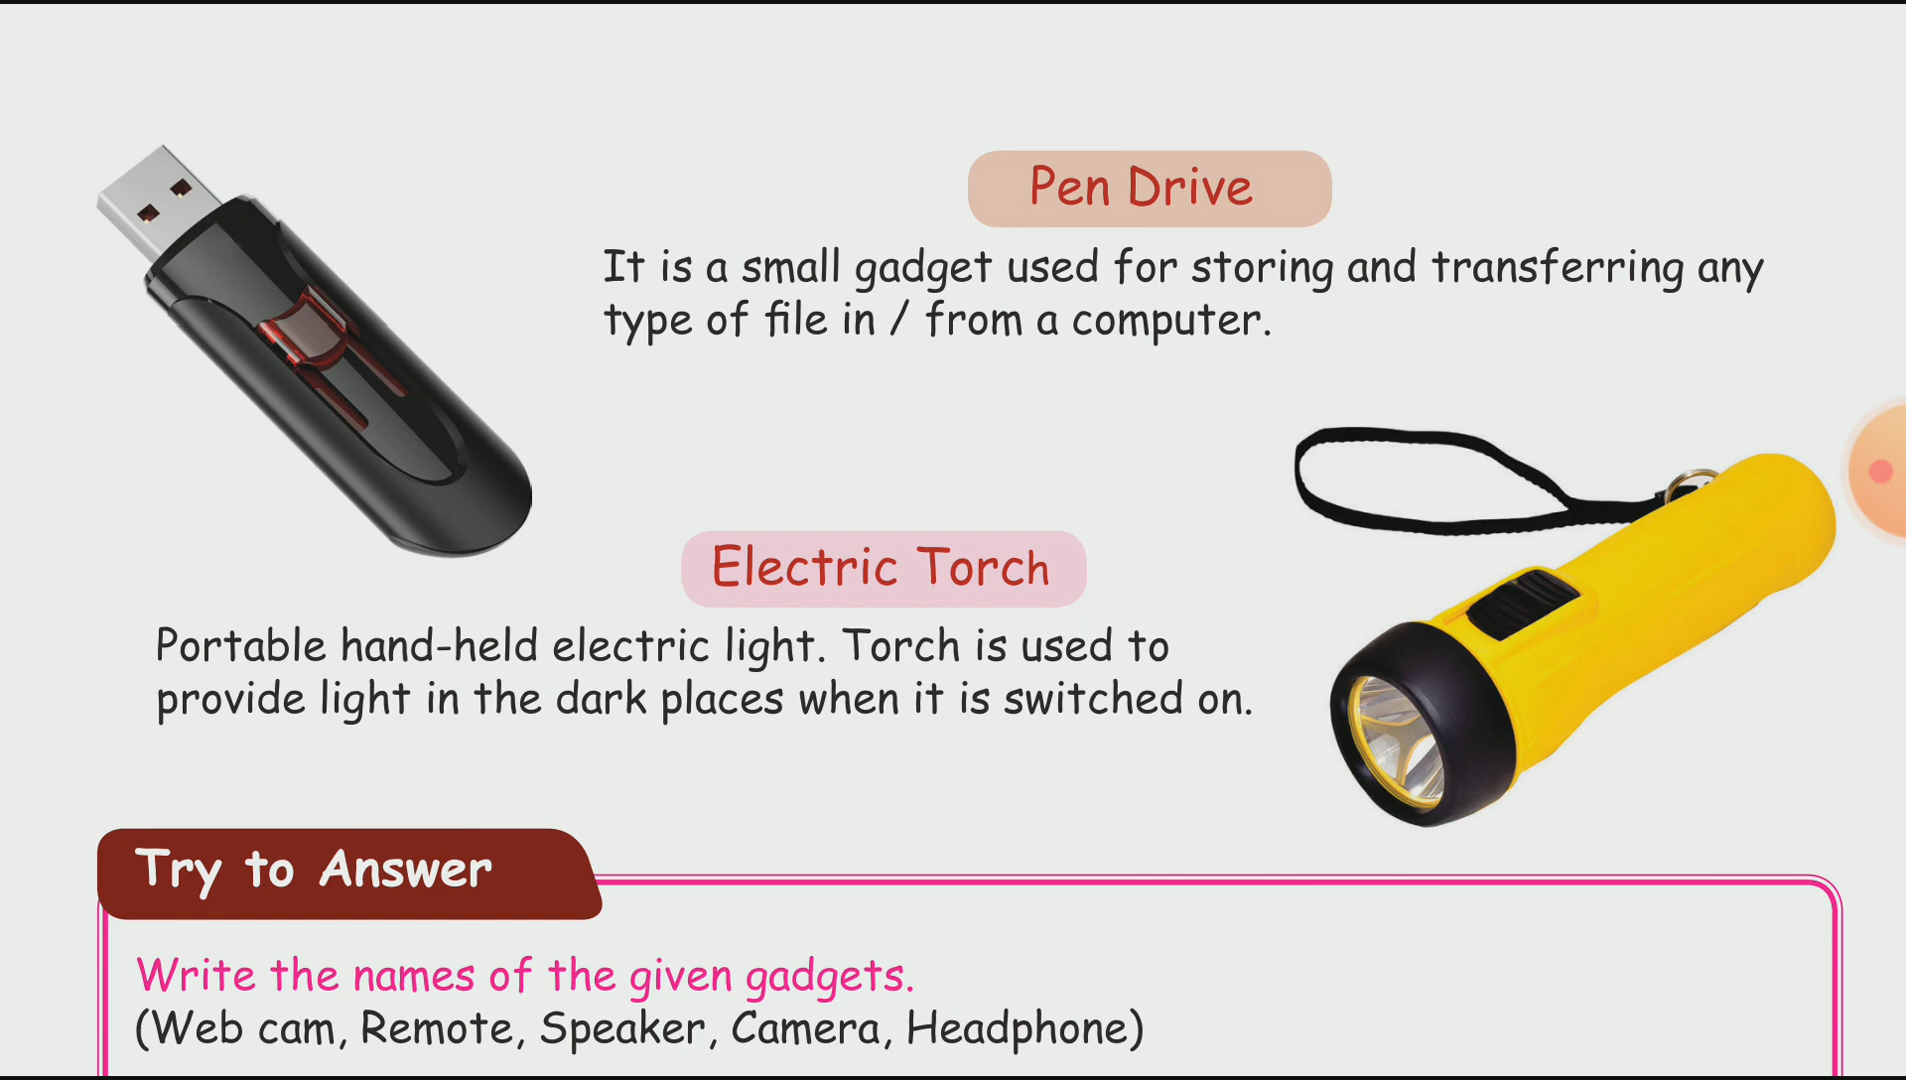 Pen Drive
It is a small gadget used for storing and transferring any
type of file in / from a computer.
Electric Torch
Portable hand-held electric light. Torch is used to
provide light in the dark places when it is switched on.
Try to Answer
Write the names of the given gadgets.
(Web cam, Remote, Speaker, Camera, Headphone)